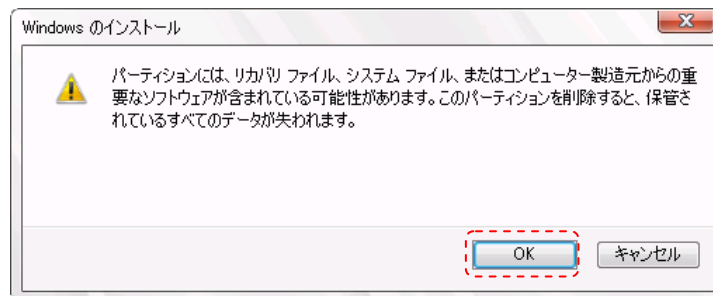 Windows のインストール
パーティションには、リカバリ ファイル、システム ファイル、またはコンピューター製造元からの重
要なソフトウェアが含まれている可能性があります。このパーティションを削除すると、保管さ
れているすべてのデータが失われます。
OK
キャンセル